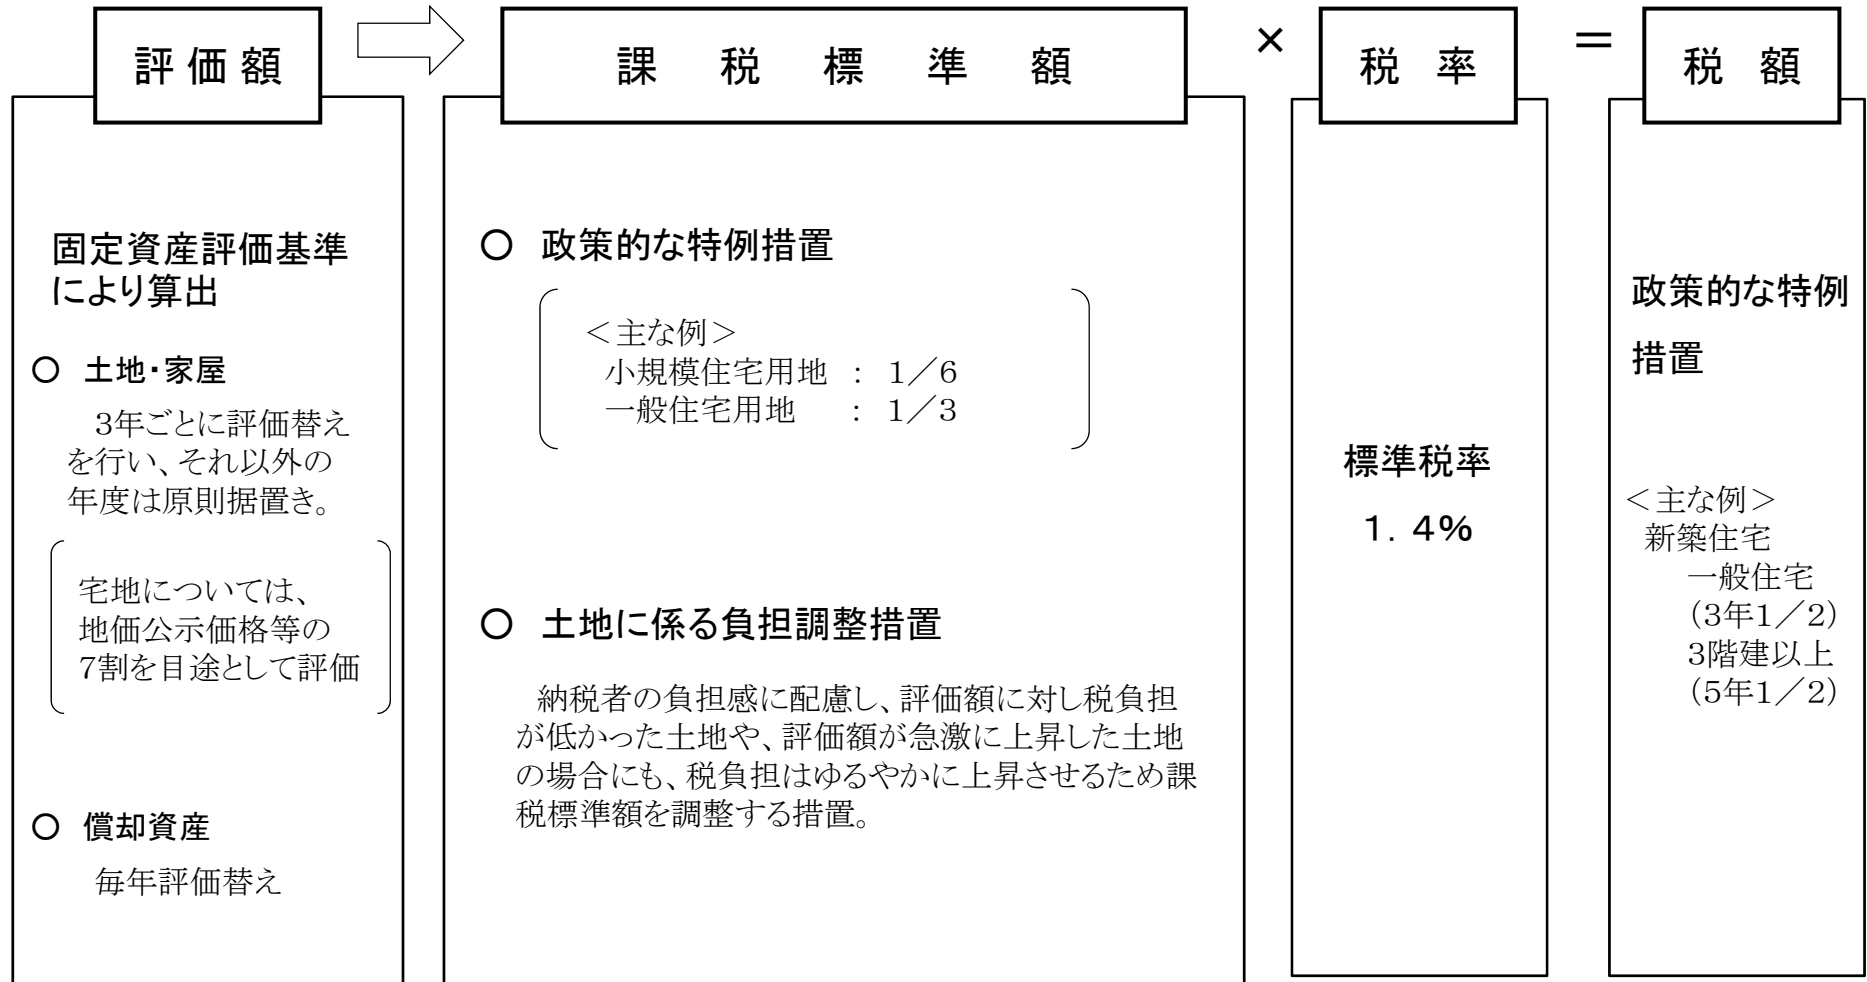 評価額
課税標準額
×
税率
＝
税額
固定資産評価基準
により算出
○ 土地・家屋
3年ごとに評価替え
を行い、それ以外の
年度は原則据置き。
宅地については、
地価公示価格等の
7割を目途として評価
○ 償却資産
毎年評価替え
○ 政策的な特例措置
＜主な例＞
小規模住宅用地 ： 1／6
一般住宅用地 ： 1／3
○ 土地に係る負担調整措置
納税者の負担感に配慮し、評価額に対し税負担
が低かった土地や、評価額が急激に上昇した土地
の場合にも、税負担はゆるやかに上昇させるため課
税標準額を調整する措置。
標準税率
１．４％
政策的な特例
措置
＜主な例＞
新築住宅
一般住宅
（3年1／2）
3階建以上
（5年1／2）